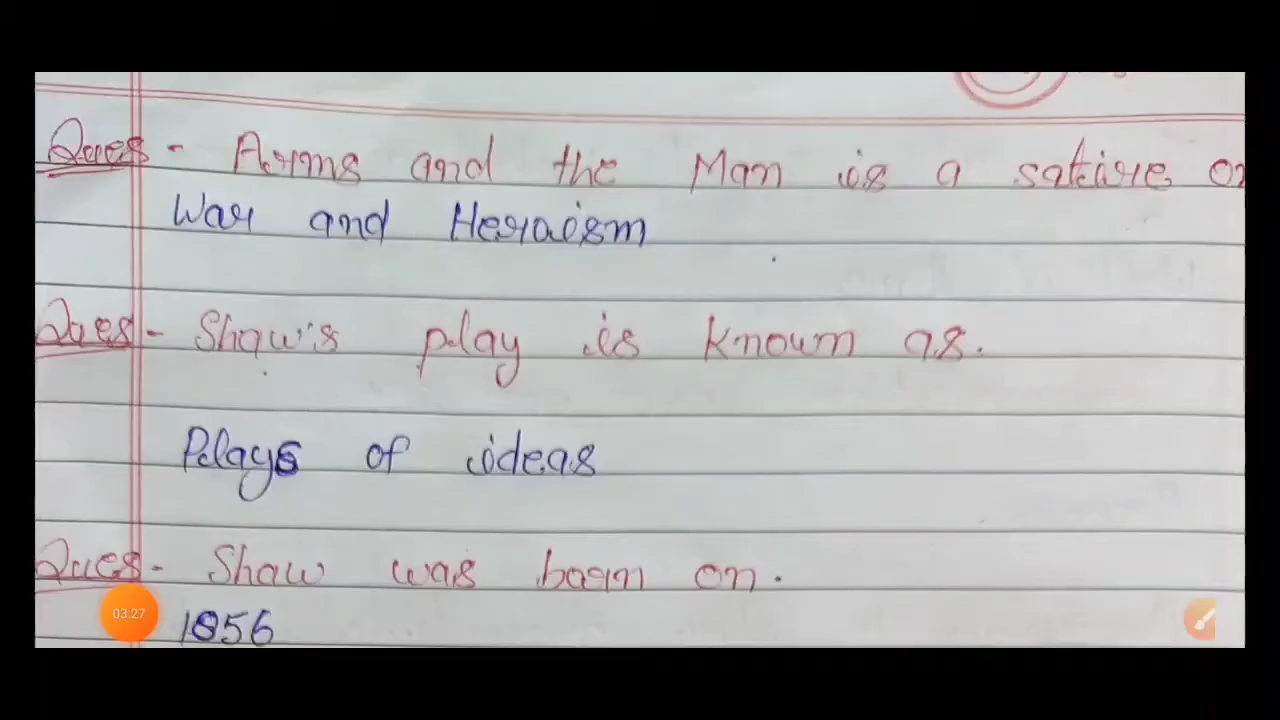 Ques - Arms and the Man is a satire on
War and Heroism
Ques - Shaw's play is known as.
Plays of ideas
Ques - Shaw was born on.
1856
03:27